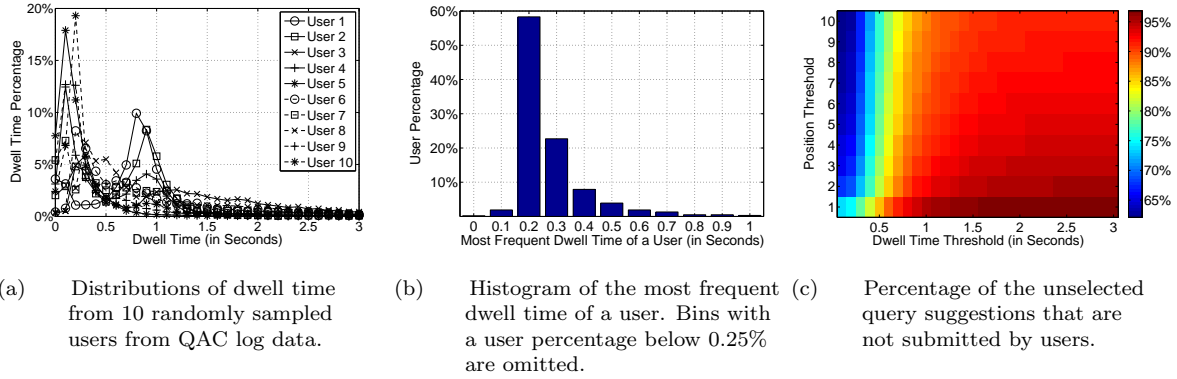 20%
15%
10%
5%
0%
0
0.5
1
1.5
2
2.5
3
Dwell Time (in Seconds)
Dwell Time Percentage
User 1
User 2
User 3
User 4
User 5
User 6
User 7
User 8
User 9
User 10
60%
50%
40%
30%
20%
10%
0 0.1 0.2 0.3 0.4 0.5 0.6 0.7 0.8 0.9 1
Most Frequent Dwell Time of a User (in Seconds)
User Percentage
10
9
8
7
6
5
4
3
2
1
Position Threshold
0.5 1 1.5 2 2.5 3
Dwell Time Threshold (in Seconds)
95%
90%
85%
80%
75%
70%
65%
(a) Distributions of dwell time
from 10 randomly sampled
users from QAC log data.
(b) Histogram of the most frequent
dwell time of a user. Bins with
a user percentage below 0.25%
are omitted.
(c) Percentage of the unselected
query suggestions that are
not submitted by users.